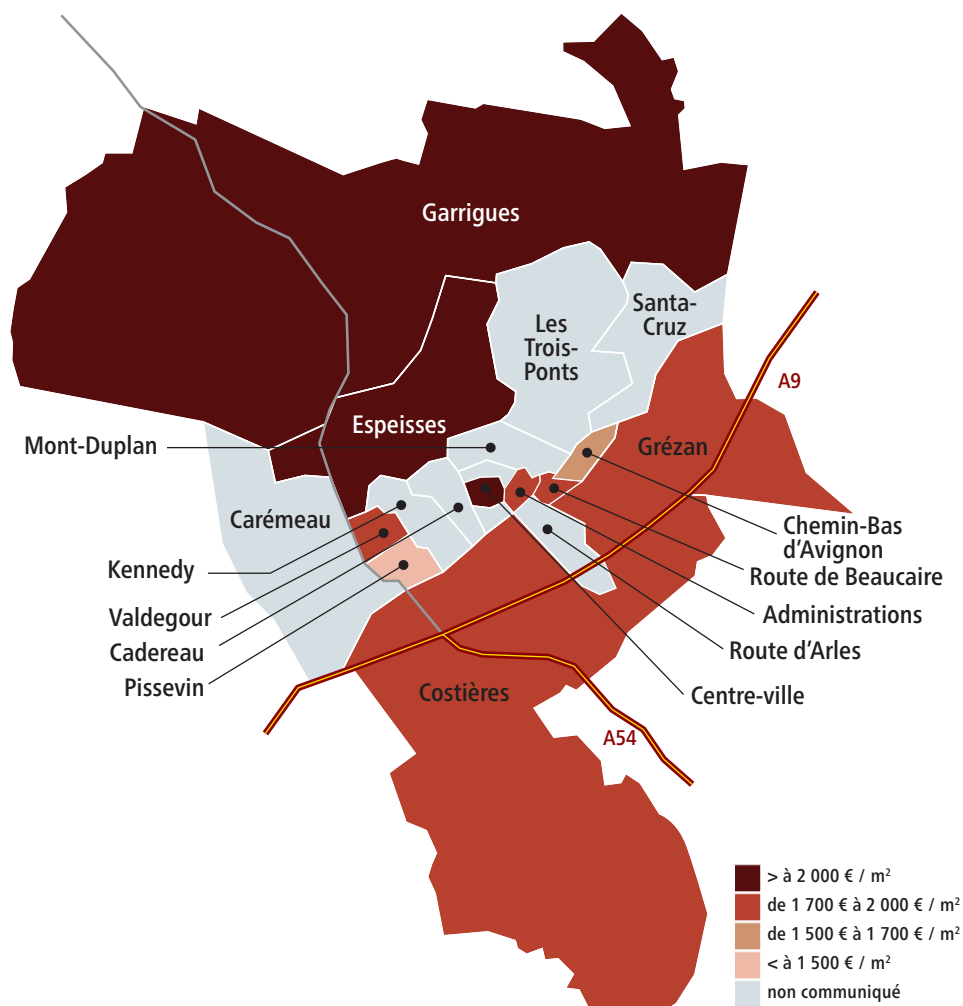 Garrigues
Santa-
Cruz
Les
Trois-
Ponts
A9
Espeisses
Mont-Duplan
Grézan
Carémeau
Chemin-Bas
d'Avignon
Kennedy
Route de Beaucaire
Valdegour
Administrations
Cadereau
Route d'Arles
Pissevin
Costières
Centre-ville
A54
> à 2 000 € / m²
de 1 700 € à 2 000 € / m²
de 1 500 € à 1 700 € / m²
< à 1 500 € / m²
non communiqué